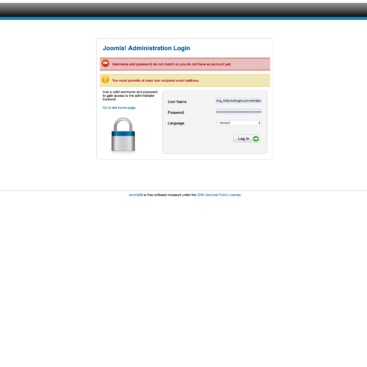 Joomla! Administration Login
Username and password do not match or you do not have an account yet.
You must provide at least one recipient email address.
Use a valid username and password
to gain access to the administrator
backend.
Go to site home page.
User Name
Password
Language
Default
Log in
Joomla!® is free software released under the GNU General Public License.